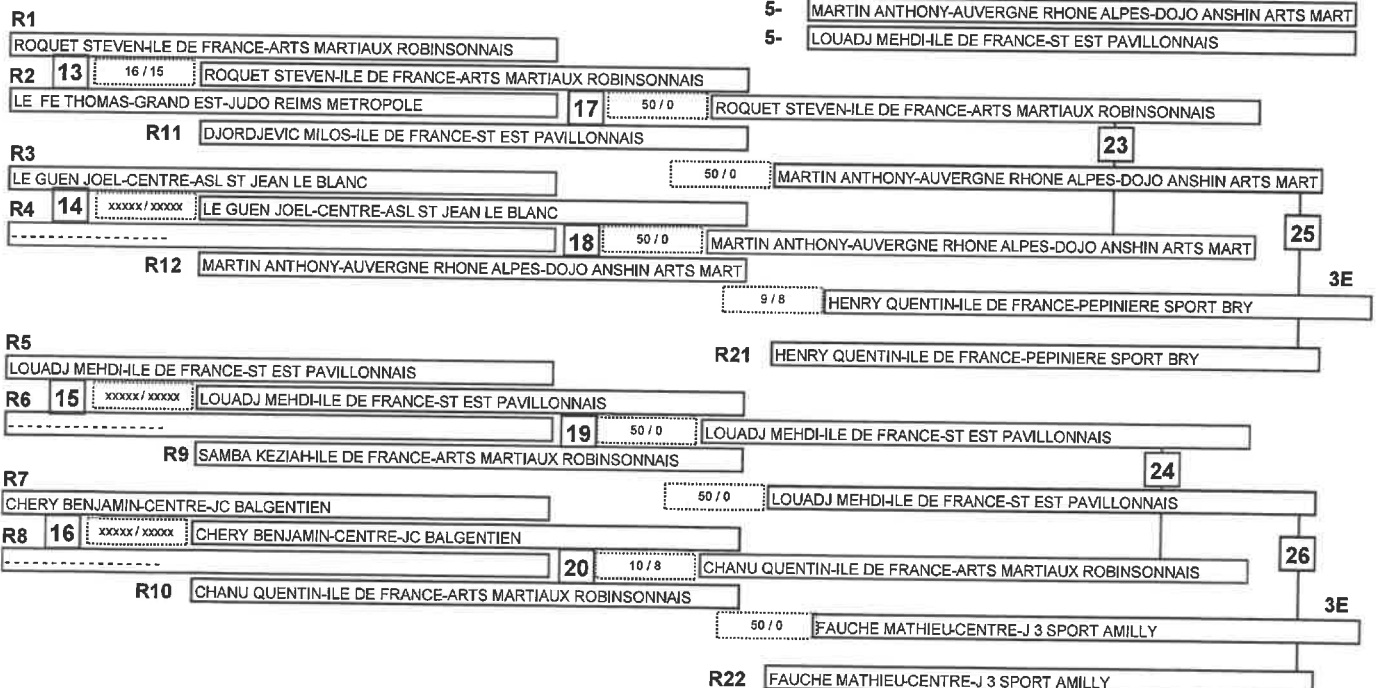 5- MARTIN ANTHONY-AUVERGNE RHONE ALPES-DOJO ANSHIN ARTS MART
5- LOUADJ MEHDI-ILE DE FRANCE-ST EST PAVILLONNAIS
R1
ROQUET STEVEN-ILE DE FRANCE-ARTS MARTIAUX ROBINSONNAIS
R2 13 16 / 15 ROQUET STEVEN-ILE DE FRANCE-ARTS MARTIAUX ROBINSONNAIS
LE FE THOMAS-GRAND EST-JUDO REIMS METROPOLE 17 50 / 0 ROQUET STEVEN-ILE DE FRANCE-ARTS MARTIAUX ROBINSONNAIS
R11 DJORDJEVIC MILOS-ILE DE FRANCE-ST EST PAVILLONNAIS
23
R3
LE GUEN JOEL-CENTRE-ASL ST JEAN LE BLANC 50 / 0 MARTIN ANTHONY-AUVERGNE RHONE ALPES-DOJO ANSHIN ARTS MART
R4 14 xxxxx / xxxxx LE GUEN JOEL-CENTRE-ASL ST JEAN LE BLANC
------------------ 18 50 / 0 MARTIN ANTHONY-AUVERGNE RHONE ALPES-DOJO ANSHIN ARTS MART 25
R12 MARTIN ANTHONY-AUVERGNE RHONE ALPES-DOJO ANSHIN ARTS MART
3E
9 / 8 HENRY QUENTIN-ILE DE FRANCE-PEPINIERE SPORT BRY
R5
R21 HENRY QUENTIN-ILE DE FRANCE-PEPINIERE SPORT BRY
LOUADJ MEHDI-ILE DE FRANCE-ST EST PAVILLONNAIS
R6 15 xxxxx / xxxxx LOUADJ MEHDI-ILE DE FRANCE-ST EST PAVILLONNAIS
------------------ 19 50 / 0 LOUADJ MEHDI-ILE DE FRANCE-ST EST PAVILLONNAIS
R9 SAMBA KEZIAH-ILE DE FRANCE-ARTS MARTIAUX ROBINSONNAIS
24
R7
CHERY BENJAMIN-CENTRE-JC BALGENTIEN 50 / 0 LOUADJ MEHDI-ILE DE FRANCE-ST EST PAVILLONNAIS
R8 16 xxxxx / xxxxx CHERY BENJAMIN-CENTRE-JC BALGENTIEN
------------------ 20 10 / 8 CHANU QUENTIN-ILE DE FRANCE-ARTS MARTIAUX ROBINSONNAIS 26
R10 CHANU QUENTIN-ILE DE FRANCE-ARTS MARTIAUX ROBINSONNAIS
3E
50 / 0 FAUCHE MATHIEU-CENTRE-J 3 SPORT AMILLY
R22 FAUCHE MATHIEU-CENTRE-J 3 SPORT AMILLY